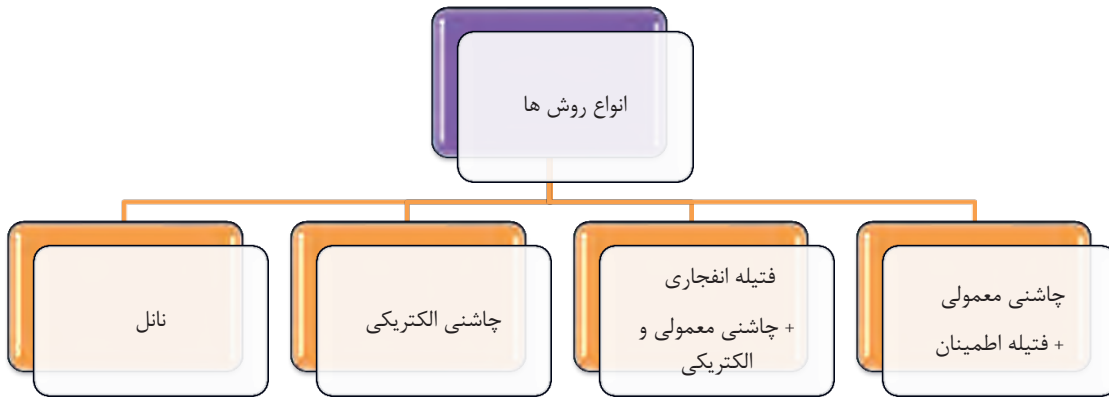 انواع روش ها
چاشنی معمولی
+ فتیله اطمینان
فتیله انفجاری
+ چاشنی معمولی و
الکتریکی
چاشنی الکتریکی
نانل